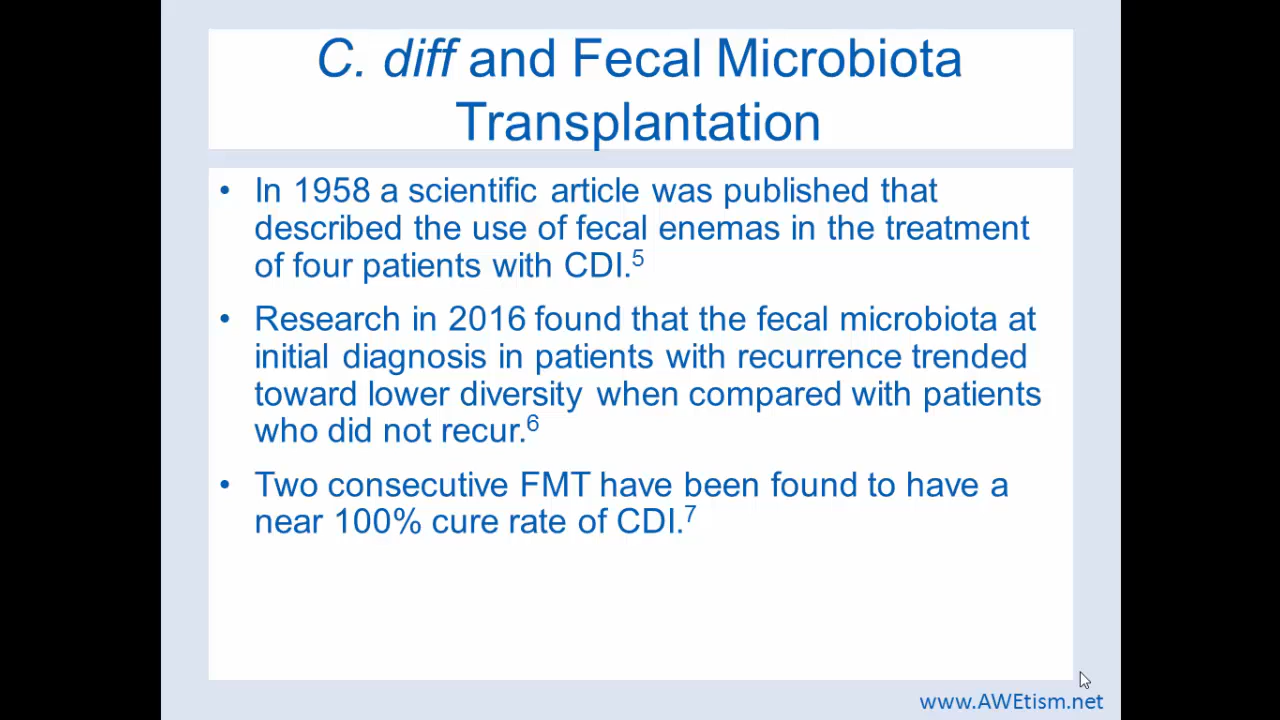 C. diff and Fecal Microbiota
Transplantation
• In 1958 a scientific article was published that
described the use of fecal enemas in the treatment
of four patients with CDI.⁵
• Research in 2016 found that the fecal microbiota at
initial diagnosis in patients with recurrence trended
toward lower diversity when compared with patients
who did not recur.⁶
• Two consecutive FMT have been found to have a
near 100% cure rate of CDI.⁷
www.AWEtism.net